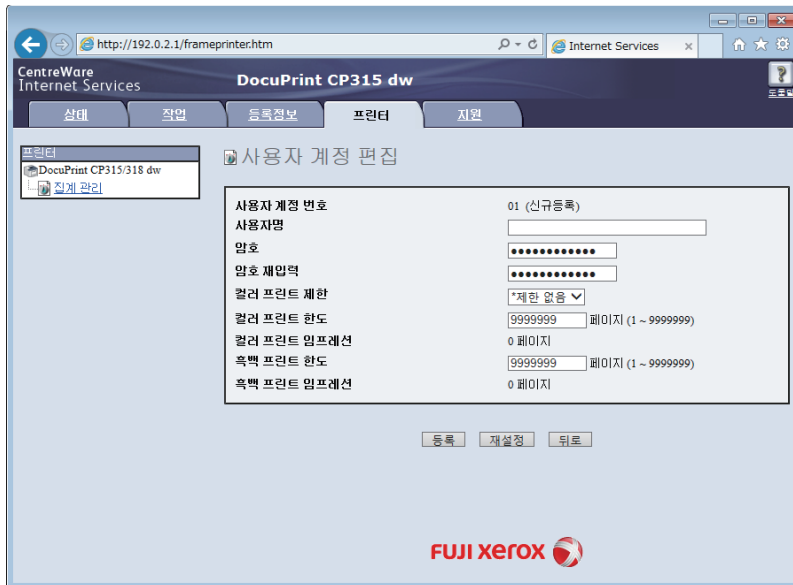 http://192.0.2.1/frameprinter.htm
Internet Services
CentreWare
Internet Services
DocuPrint CP315 dw
도움말
상태
작업
등록정보
프린터
지원
프린터
DocuPrint CP315/318 dw
집계 관리
사용자 계정 편집
사용자 계정 번호 01 (신규등록)
사용자명
암호 ●●●●●●●●●●●●
암호 재입력 ●●●●●●●●●●●●
컬러 프린트 제한 *제한 없음
컬러 프린트 한도 9999999 페이지 (1 ~ 9999999)
컬러 프린트 임프레션 0 페이지
흑백 프린트 한도 9999999 페이지 (1 ~ 9999999)
흑백 프린트 임프레션 0 페이지
등록 재설정 뒤로
FUJI xerox